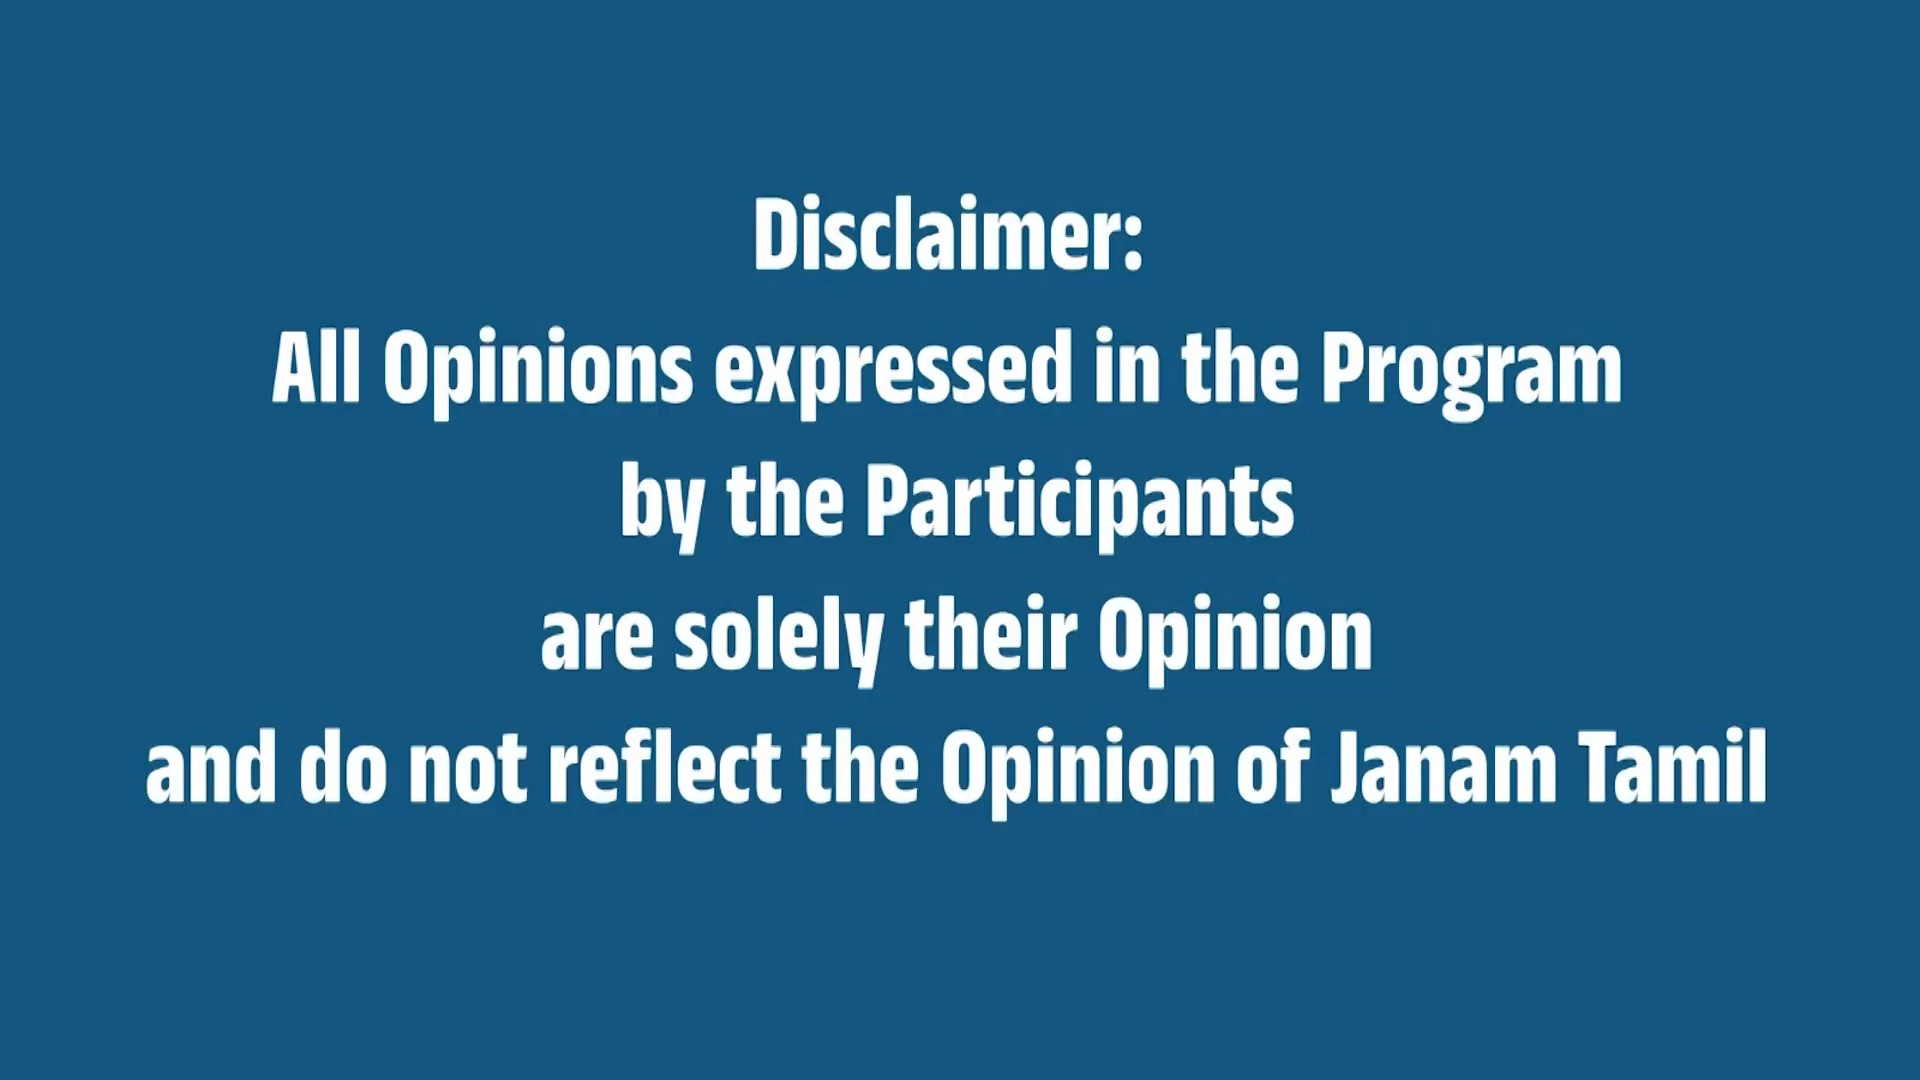 Disclaimer:
All Opinions expressed in the Program
by the Participants
are solely their Opinion
and do not reflect the Opinion of Janam Tamil